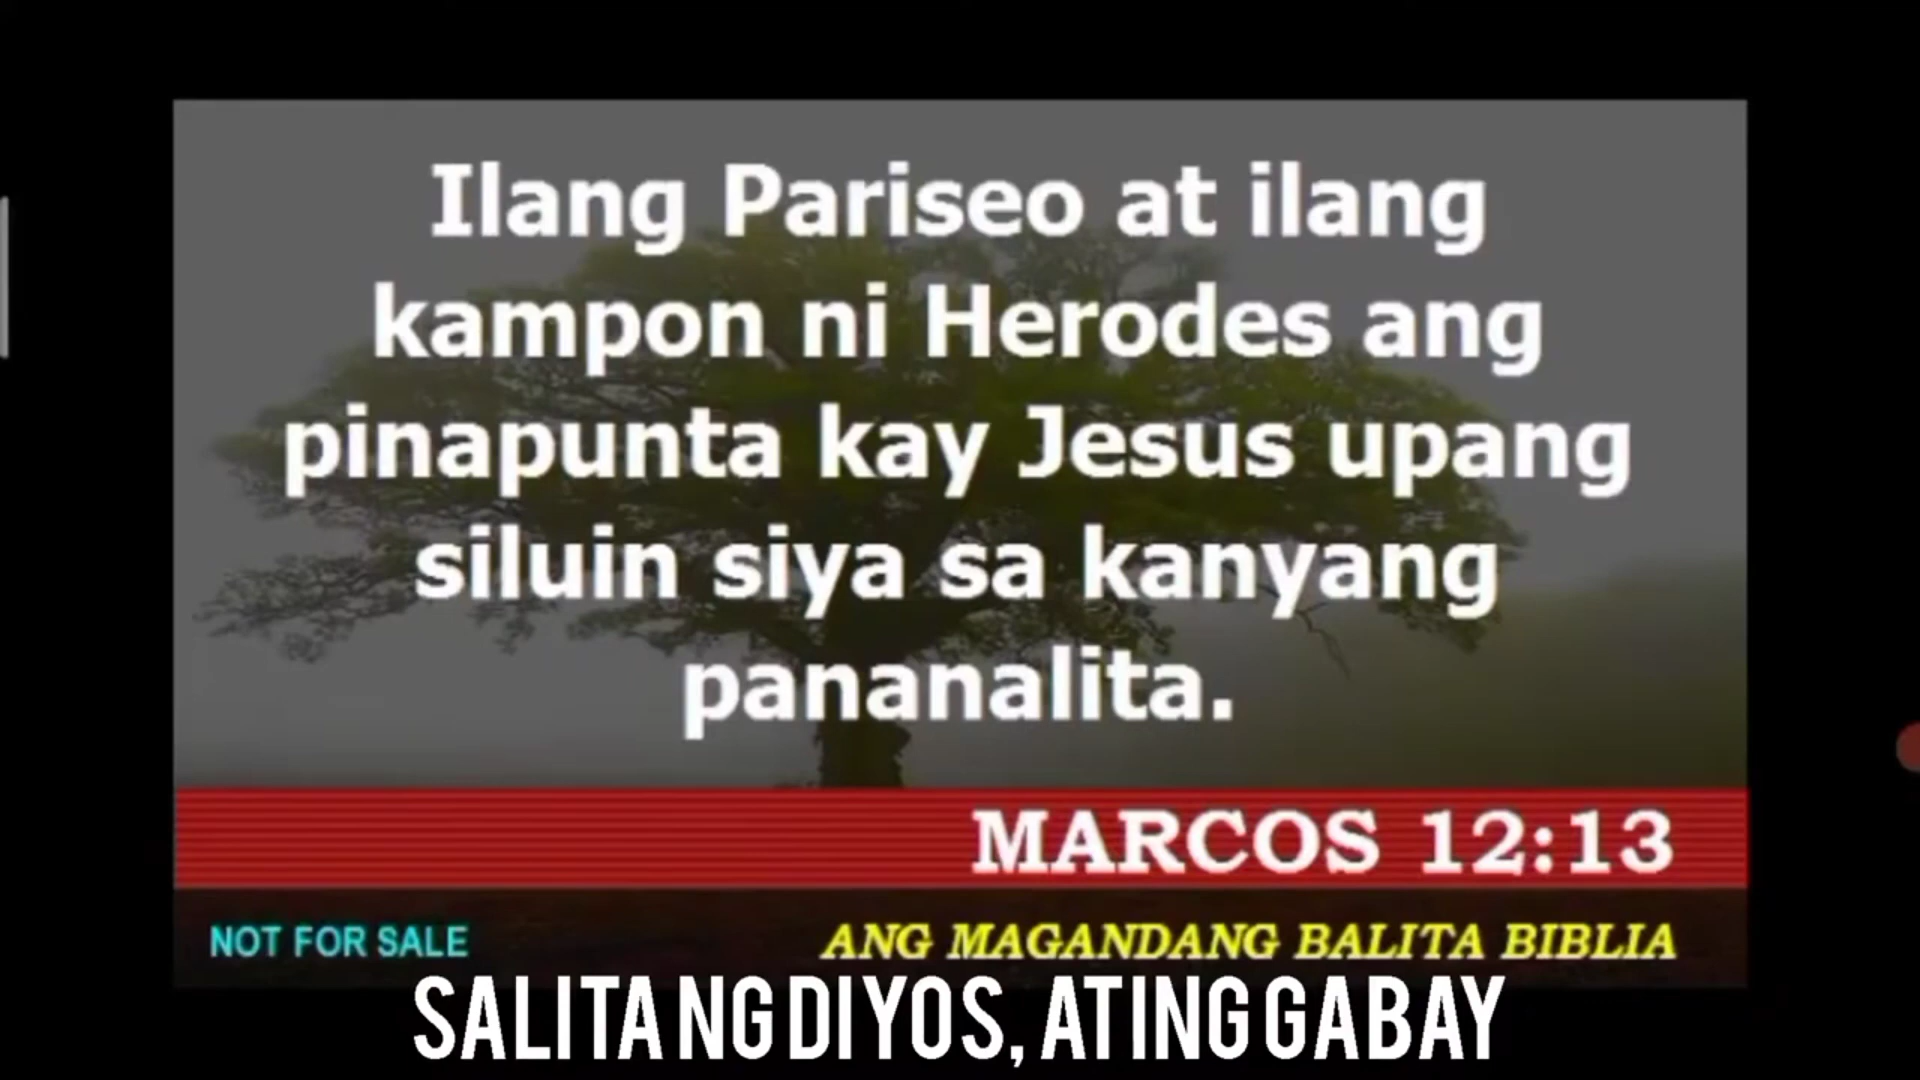 Ilang Pariseo at ilang
kampon ni Herodes ang
pinapunta kay Jesus upang
siluin siya sa kanyang
pananalita.
MARCOS 12:13
NOT FOR SALE
ANG MAGANDANG BALITA BIBLIA
SALITA NG DIYOS, ATING GABAY